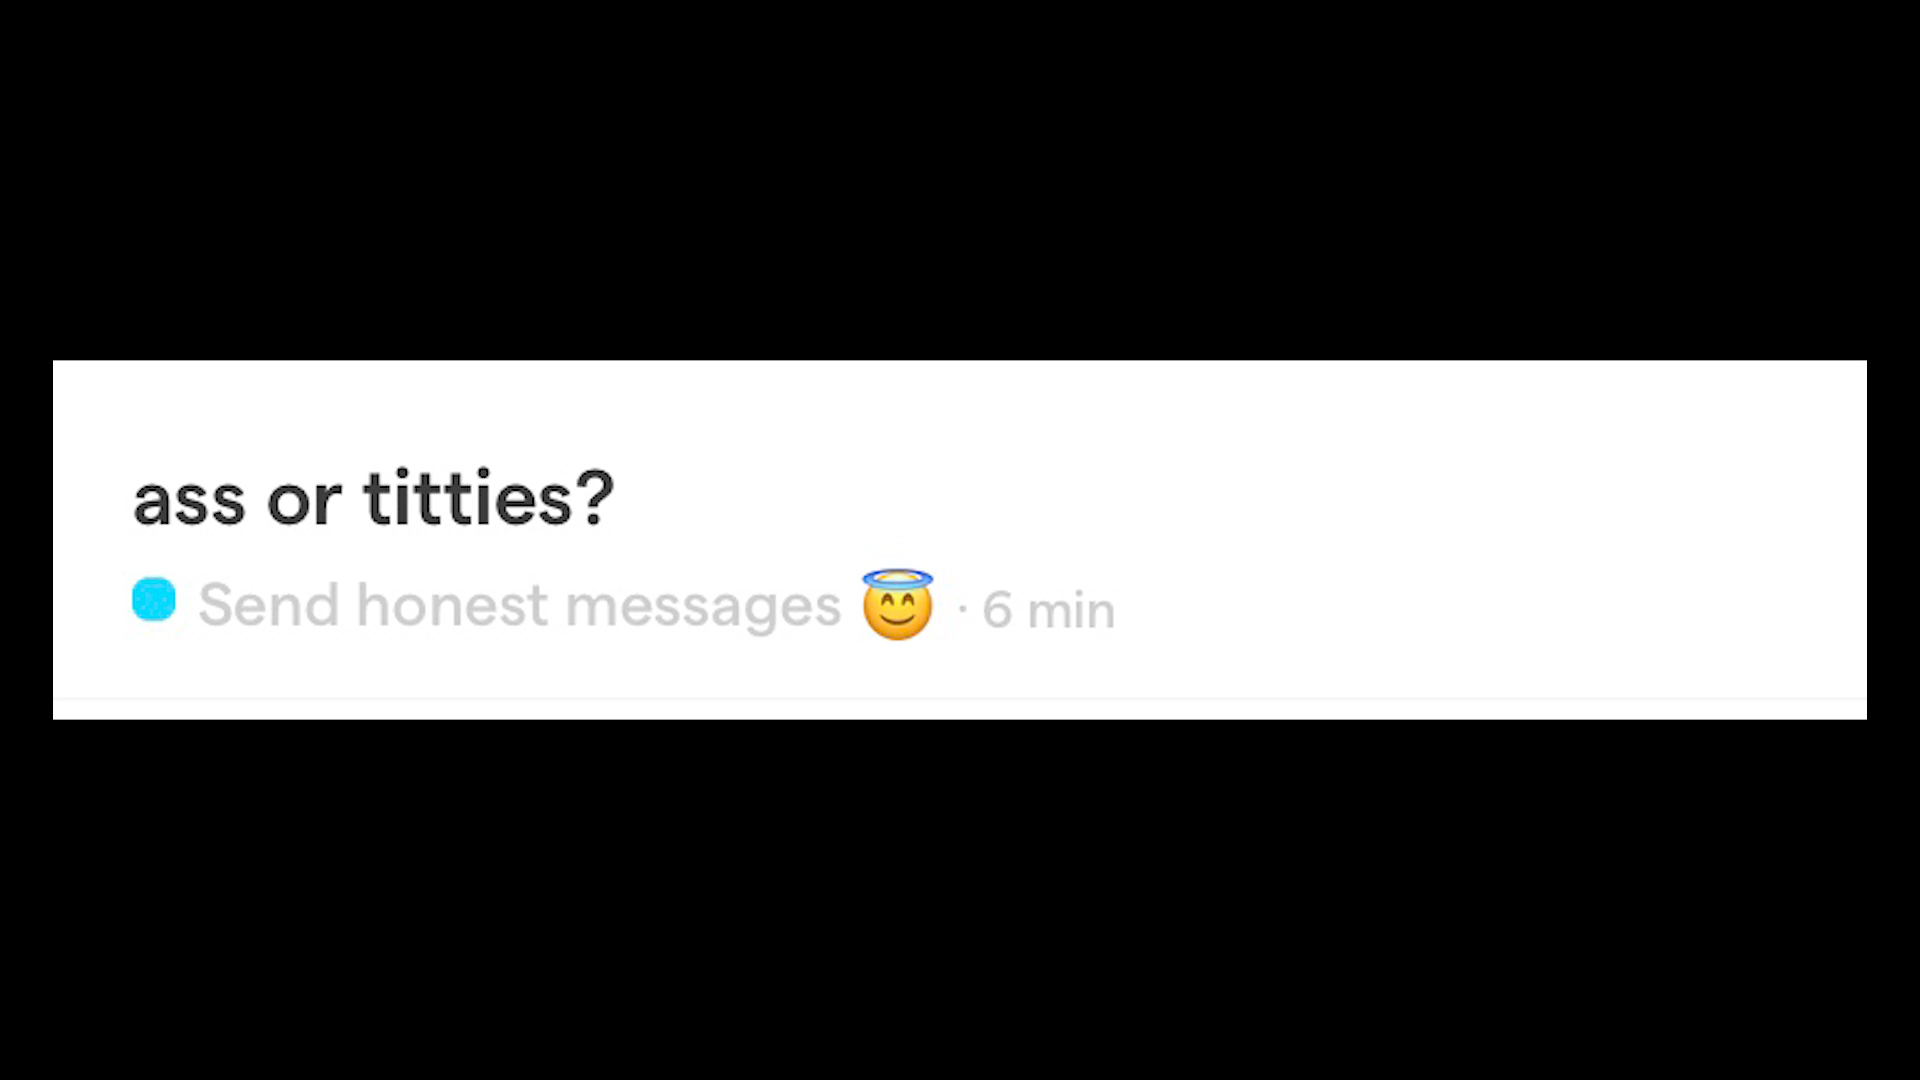 ass or titties?
Send honest messages 😇 · 6 min